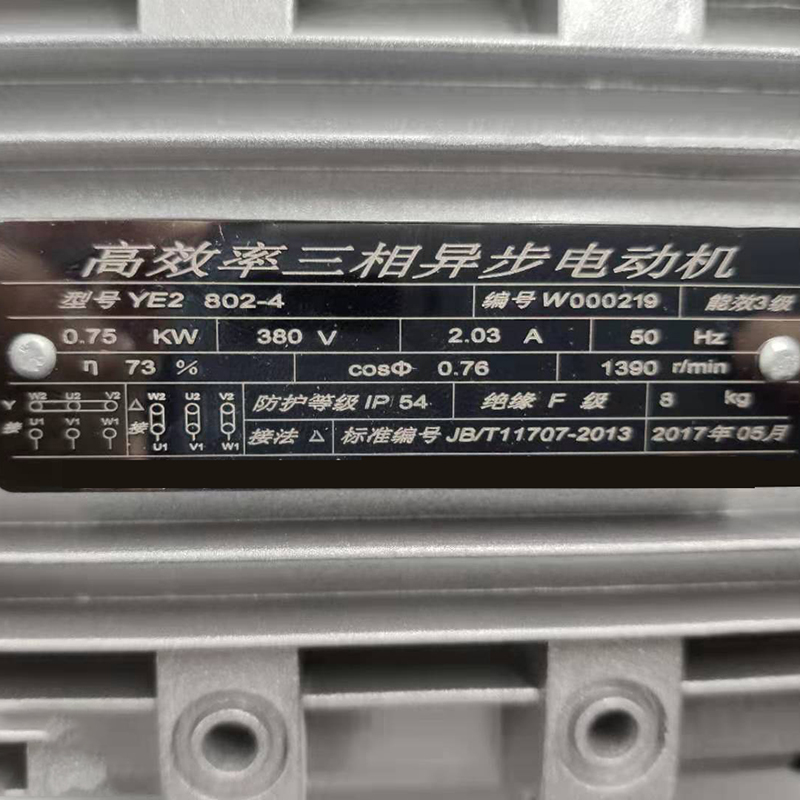 高效率三相异步电动机
型号 YE2 802-4 编号 W000219 能效3级
0.75 KW 380 V 2.03 A 50 Hz
η 73 % cosΦ 0.76 1390 r/min
Y W2 U2 V2 △ W2 U2 V2 防护等级 IP 54 绝缘 F 级 8 kg
接 U1 V1 W1 接 U1 V1 W1 接法 △ 标准编号 JB/T11707-2013 2017年05月